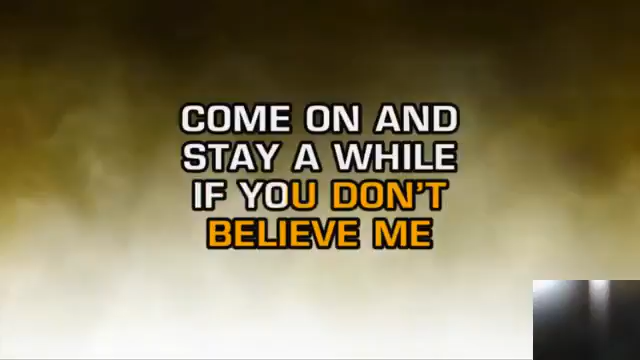 COME ON AND
STAY A WHILE
IF YOU DON'T
BELIEVE ME